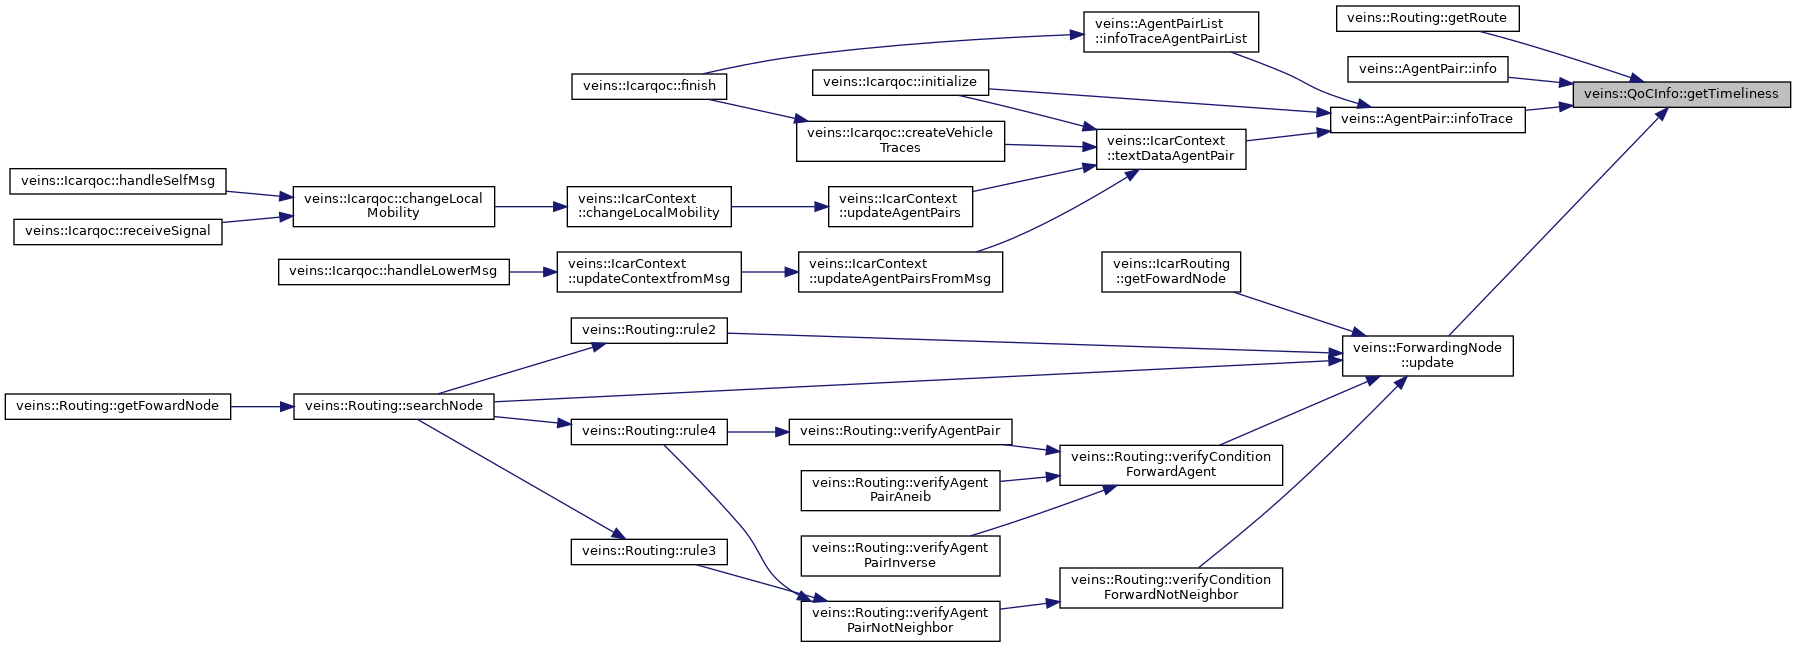 veins::AgentPairList
::infoTraceAgentPairList
veins::Routing::getRoute
veins::AgentPair::info
veins::Icarqoc::finish
veins::Icarqoc::initialize
veins::QoCInfo::getTimeliness
veins::AgentPair::infoTrace
veins::Icarqoc::createVehicle
Traces
veins::IcarContext
::textDataAgentPair
veins::Icarqoc::handleSelfMsg
veins::Icarqoc::changeLocal
Mobility
veins::IcarContext
::changeLocalMobility
veins::IcarContext
::updateAgentPairs
veins::Icarqoc::receiveSignal
veins::Icarqoc::handleLowerMsg
veins::IcarContext
::updateContextfromMsg
veins::IcarContext
::updateAgentPairsFromMsg
veins::IcarRouting
::getFowardNode
veins::Routing::rule2
veins::ForwardingNode
::update
veins::Routing::getFowardNode
veins::Routing::searchNode
veins::Routing::rule4
veins::Routing::verifyAgentPair
veins::Routing::verifyCondition
ForwardAgent
veins::Routing::verifyAgent
PairAneib
veins::Routing::rule3
veins::Routing::verifyAgent
PairInverse
veins::Routing::verifyCondition
ForwardNotNeighbor
veins::Routing::verifyAgent
PairNotNeighbor